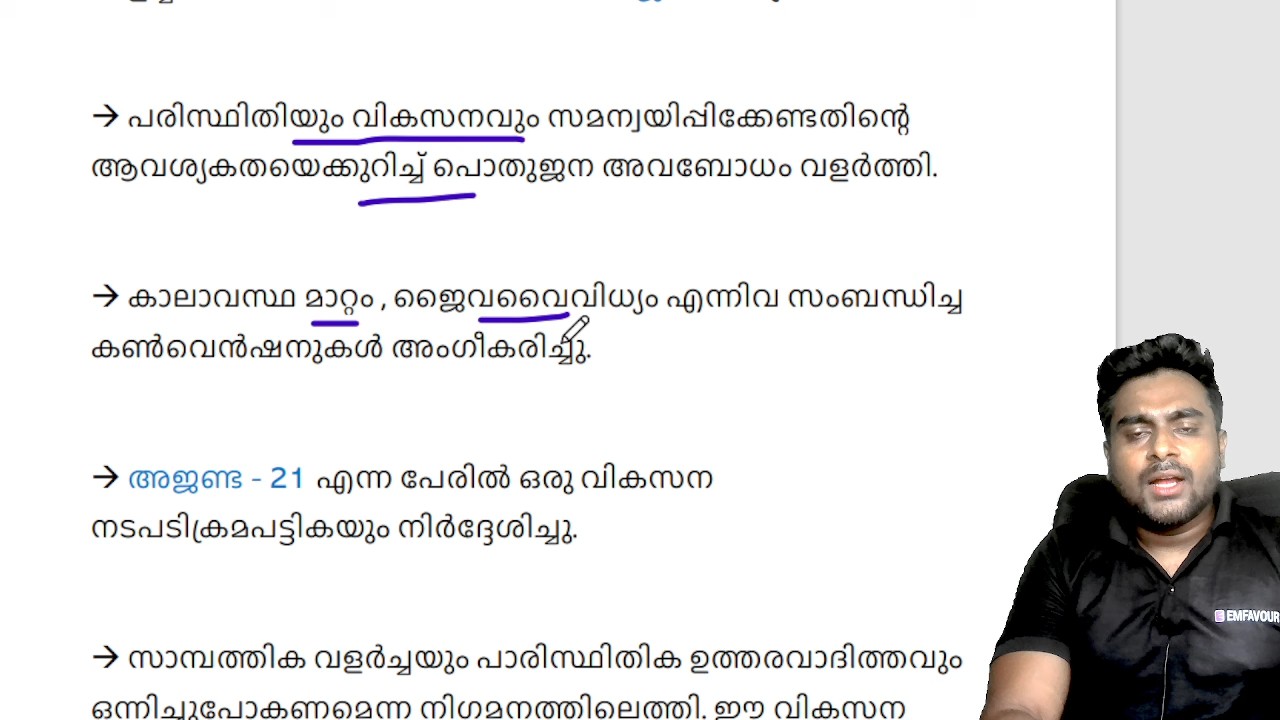 → പരിസ്ഥിതിയും വികസനവും സമന്വയിപ്പിക്കേണ്ടതിന്റെ
ആവശ്യകതയെക്കുറിച്ച് പൊതുജന അവബോധം വളർത്തി.
→ കാലാവസ്ഥ മാറ്റം , ജൈവവൈവിധ്യം എന്നിവ സംബന്ധിച്ച
കൺവെൻഷനുകൾ അംഗീകരിച്ചു.
→ അജണ്ട - 21 എന്ന പേരിൽ ഒരു വികസന
നടപടിക്രമപട്ടികയും നിർദ്ദേശിച്ചു.
→ സാമ്പത്തിക വളർച്ചയും പാരിസ്ഥിതിക ഉത്തരവാദിത്തവും
ഒന്നിച്ചുപോകണമെന്ന നിഗമനത്തിലെത്തി. ഈ വികസന
EMFAVOUR